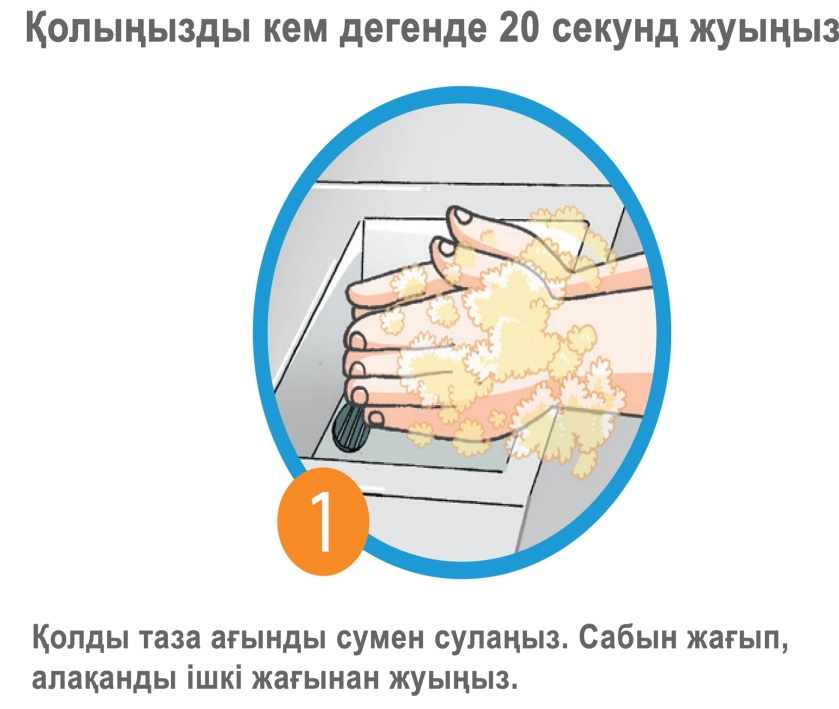 Қолыңызды кем дегенде 20 секунд жуыңыз
1
Қолды таза ағынды сумен сулаңыз. Сабын жағып,
алақанды ішкі жағынан жуыңыз.